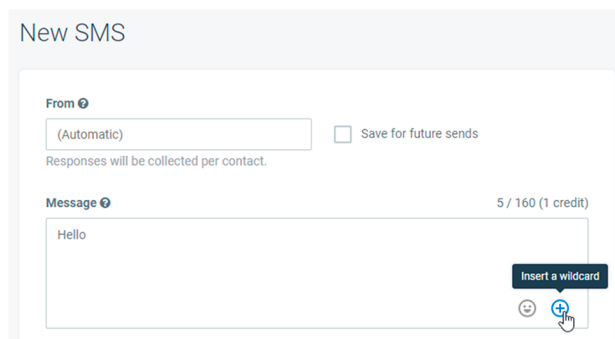 New SMS
From
(Automatic)
Save for future sends
Responses will be collected per contact.
Message
5 / 160 (1 credit)
Hello
Insert a wildcard